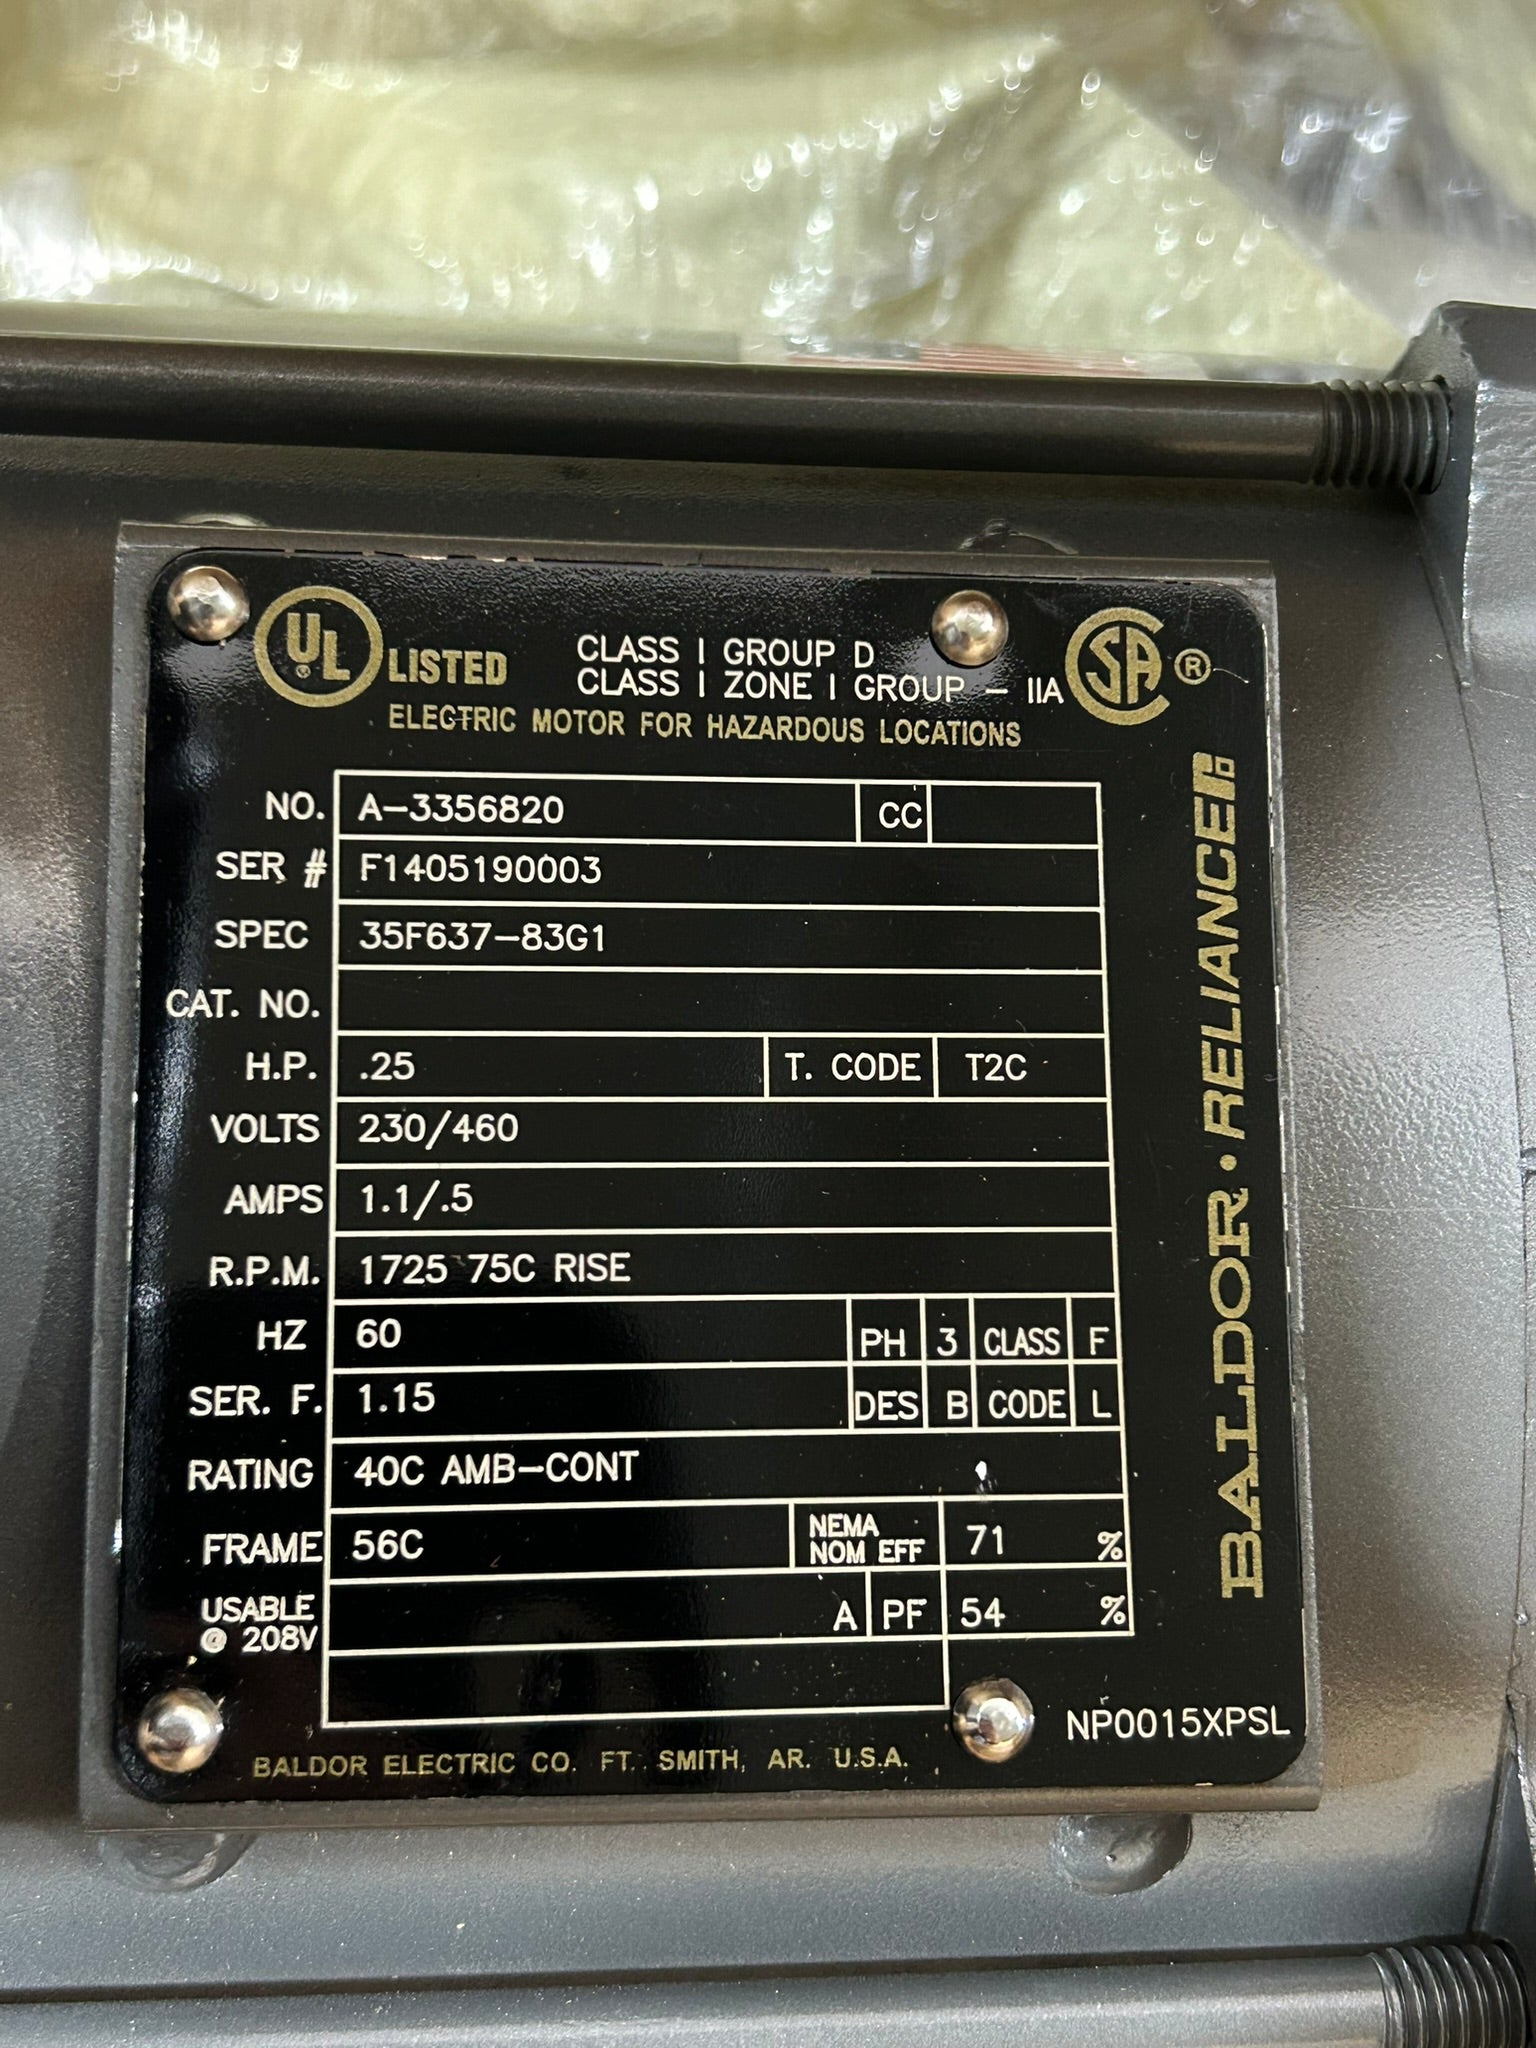 UL LISTED CLASS I GROUP D
CLASS I ZONE I GROUP - IIA SA ®
ELECTRIC MOTOR FOR HAZARDOUS LOCATIONS
NO. A-3356820 CC
SER # F1405190003
SPEC 35F637-83G1
CAT. NO.
H.P. .25 T. CODE T2C
VOLTS 230/460
AMPS 1.1/.5
R.P.M. 1725 75C RISE
HZ 60 PH 3 CLASS F
SER. F. 1.15 DES B CODE L
RATING 40C AMB-CONT
FRAME 56C NEMA NOM EFF 71 %
USABLE @ 208V A PF 54 %
NP0015XPSL
BALDOR ELECTRIC CO. FT. SMITH, AR. U.S.A.
BALDOR · RELIANCE